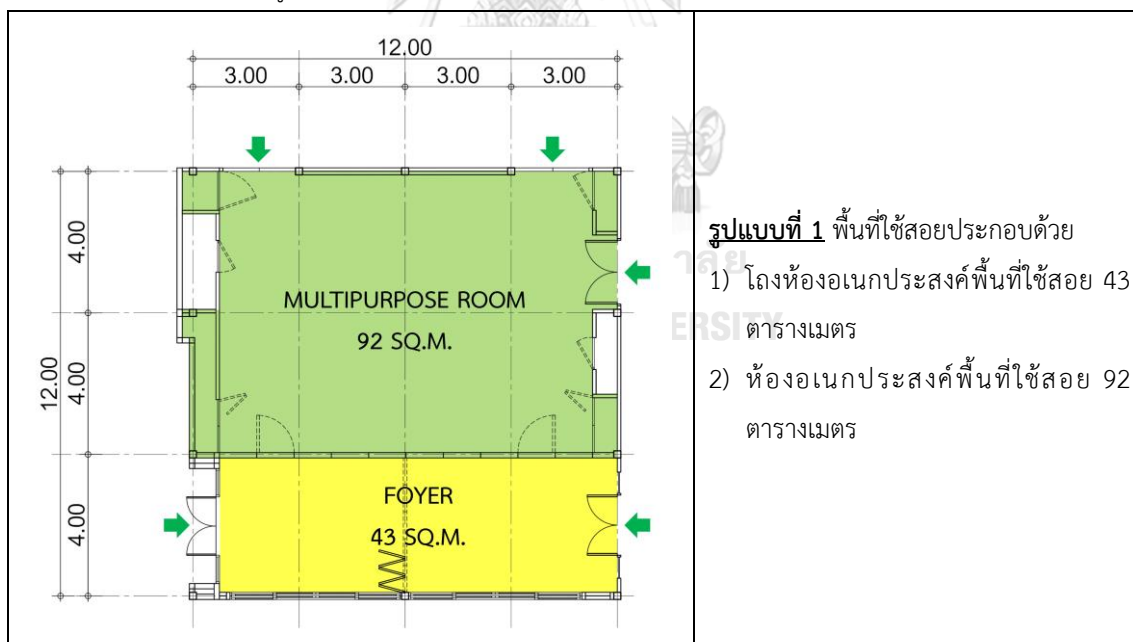 12.00
3.00 3.00 3.00 3.00
4.00
12.00
4.00
4.00
MULTIPURPOSE ROOM
92 SQ.M.
FOYER
43 SQ.M.
รูปแบบที่ 1 พื้นที่ใช้สอยประกอบด้วย
1) โถงห้องอเนกประสงค์พื้นที่ใช้สอย 43
ตารางเมตร
2) ห้องอเนกประสงค์พื้นที่ใช้สอย 92
ตารางเมตร